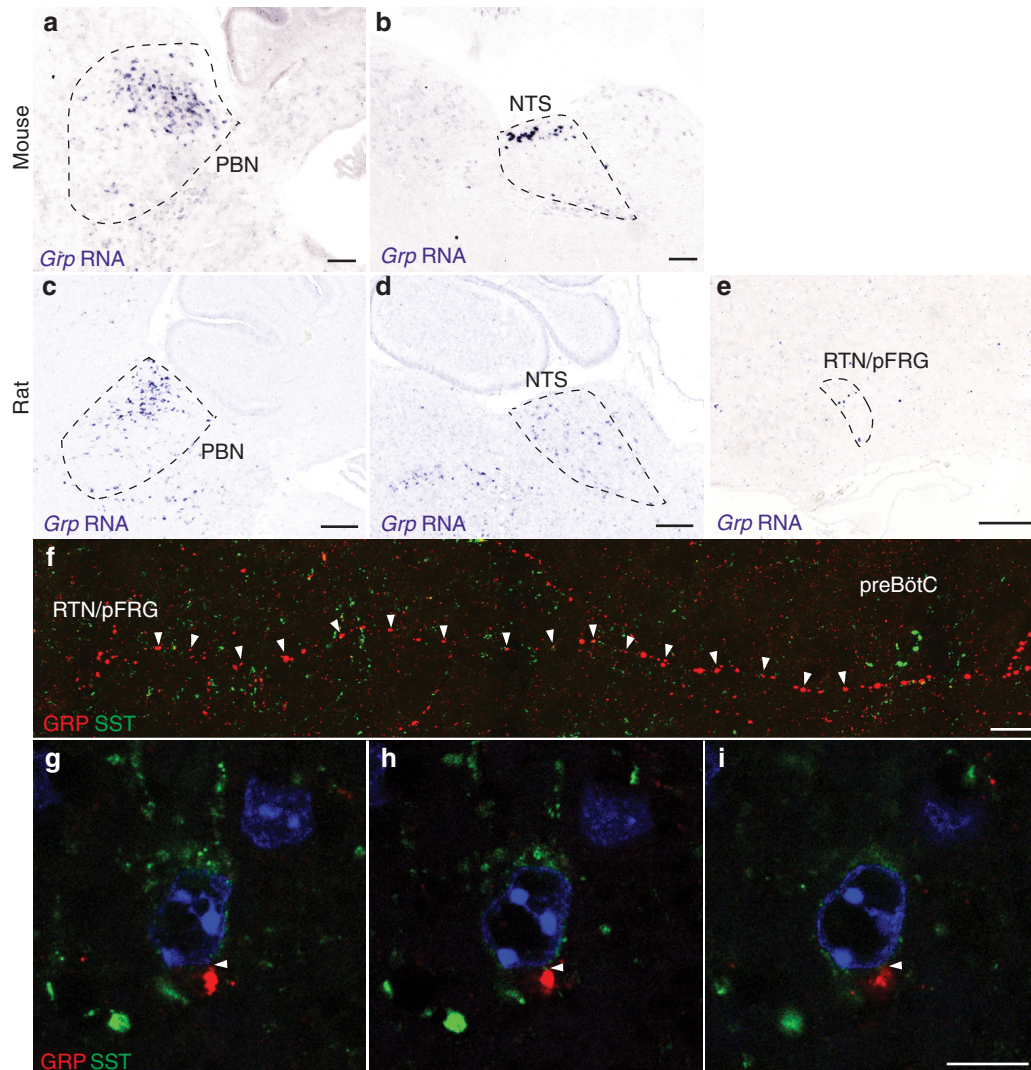 a
b
Mouse
NTS
PBN
Grp RNA
Grp RNA
c
d
e
Rat
NTS
RTN/pFRG
PBN
Grp RNA
Grp RNA
Grp RNA
f
RTN/pFRG
preBötC
GRP SST
g
h
i
GRP SST